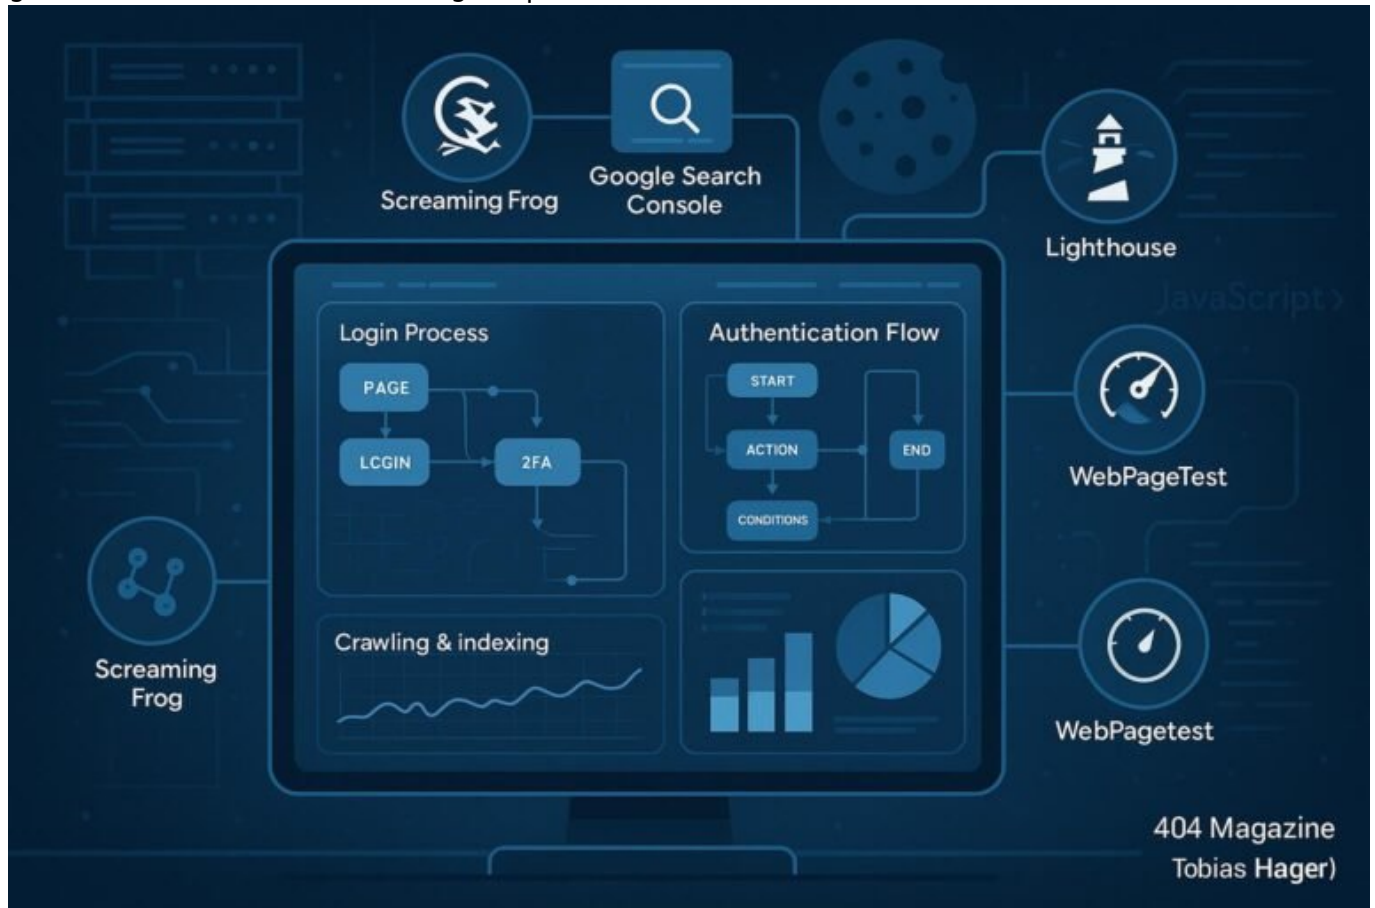 Screaming Frog
Google Search
Console
Lighthouse
JavaScript>
Login Process
PAGE
LCGIN
2FA
Authentication Flow
START
ACTION
END
CONDITIONS
WebPageTest
Screaming
Frog
Crawling & indexing
WebPagetest
404 Magazine
Tobias Hager)